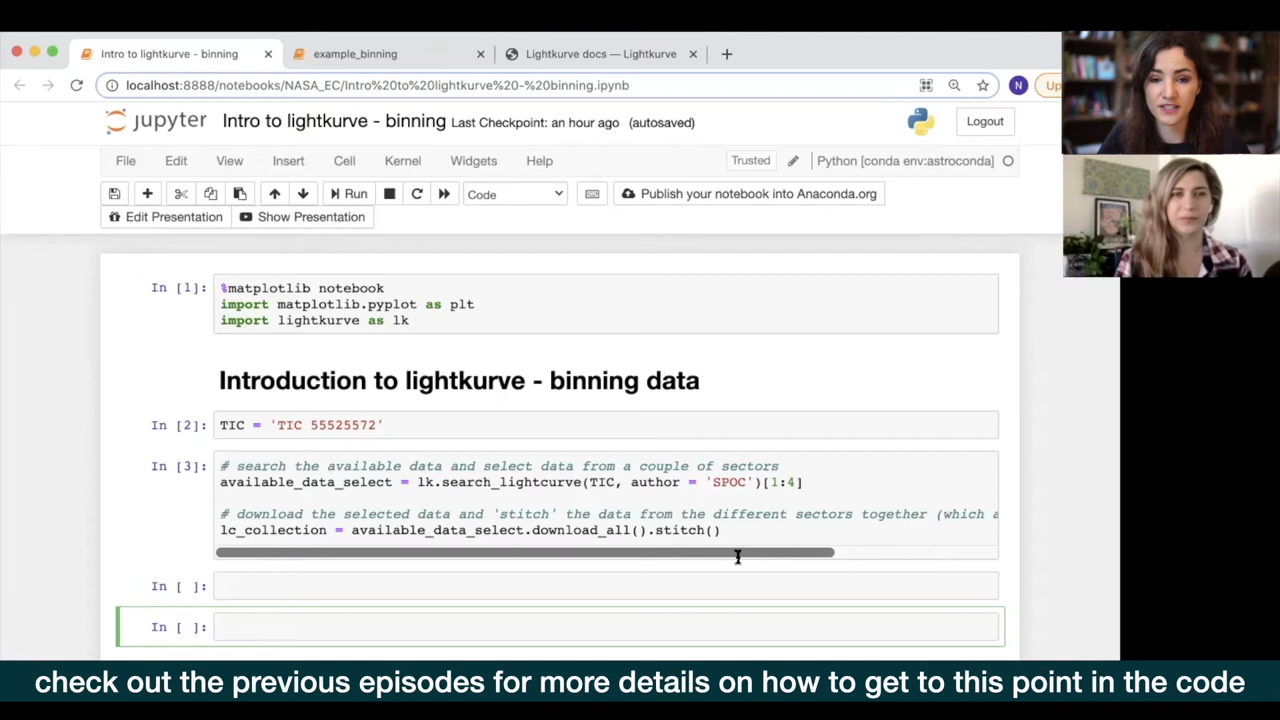 Intro to lightkurve - binning
example_binning
Lightkurve docs — Lightkurve
localhost:8888/notebooks/NASA_EC/Intro%20to%20lightkurve%20-%20binning.ipynb
N
Up
jupyter
Intro to lightkurve - binning Last Checkpoint: an hour ago (autosaved)
Logout
File Edit View Insert Cell Kernel Widgets Help
Trusted
Python [conda env:astroconda]
Run
Code
Publish your notebook into Anaconda.org
Edit Presentation
Show Presentation
In [1]:
%matplotlib notebook
import matplotlib.pyplot as plt
import lightkurve as lk
Introduction to lightkurve - binning data
In [2]:
TIC = 'TIC 55525572'
In [3]:
# search the available data and select data from a couple of sectors
available_data_select = lk.search_lightcurve(TIC, author = 'SPOC')[1:4]
# download the selected data and 'stitch' the data from the different sectors together (which a
lc_collection = available_data_select.download_all().stitch()
In [ ]:
In [ ]:
check out the previous episodes for more details on how to get to this point in the code